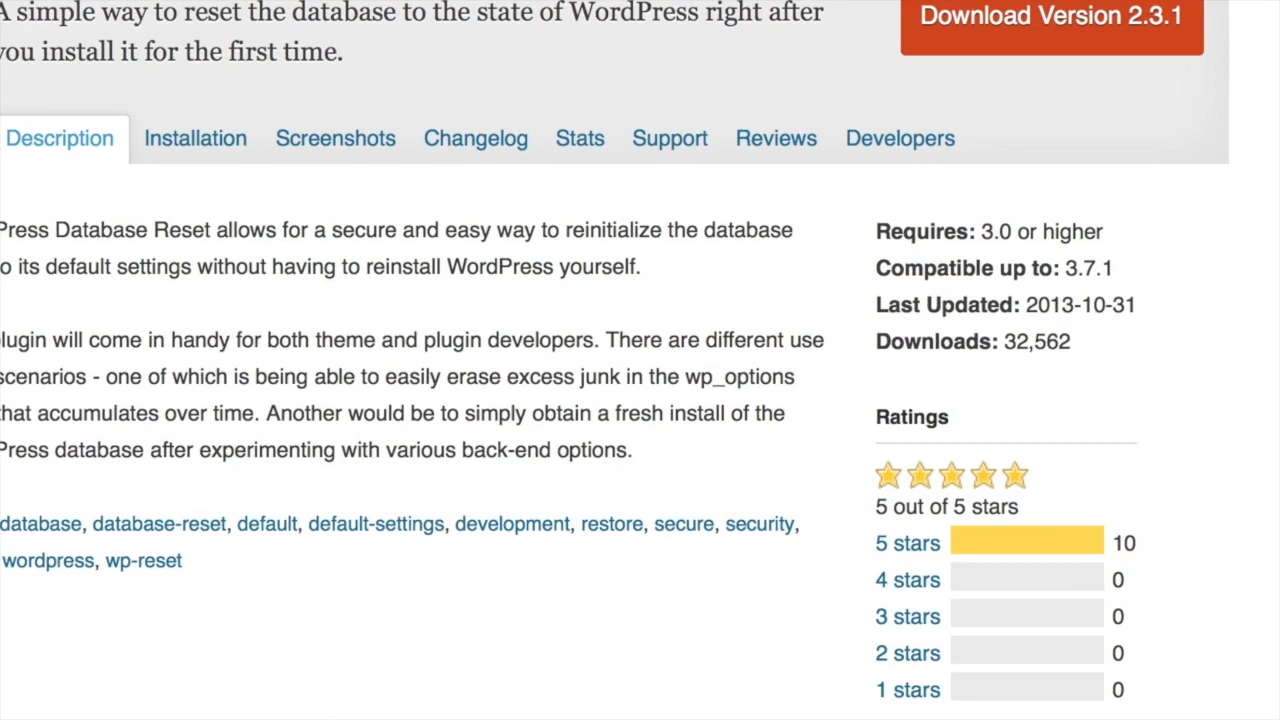 A simple way to reset the database to the state of WordPress right after
you install it for the first time.
Download Version 2.3.1
Description Installation Screenshots Changelog Stats Support Reviews Developers
Press Database Reset allows for a secure and easy way to reinitialize the database
o its default settings without having to reinstall WordPress yourself.
lugin will come in handy for both theme and plugin developers. There are different use
scenarios - one of which is being able to easily erase excess junk in the wp_options
that accumulates over time. Another would be to simply obtain a fresh install of the
Press database after experimenting with various back-end options.
database, database-reset, default, default-settings, development, restore, secure, security,
wordpress, wp-reset
Requires: 3.0 or higher
Compatible up to: 3.7.1
Last Updated: 2013-10-31
Downloads: 32,562
Ratings
5 out of 5 stars
5 stars 10
4 stars 0
3 stars 0
2 stars 0
1 stars 0